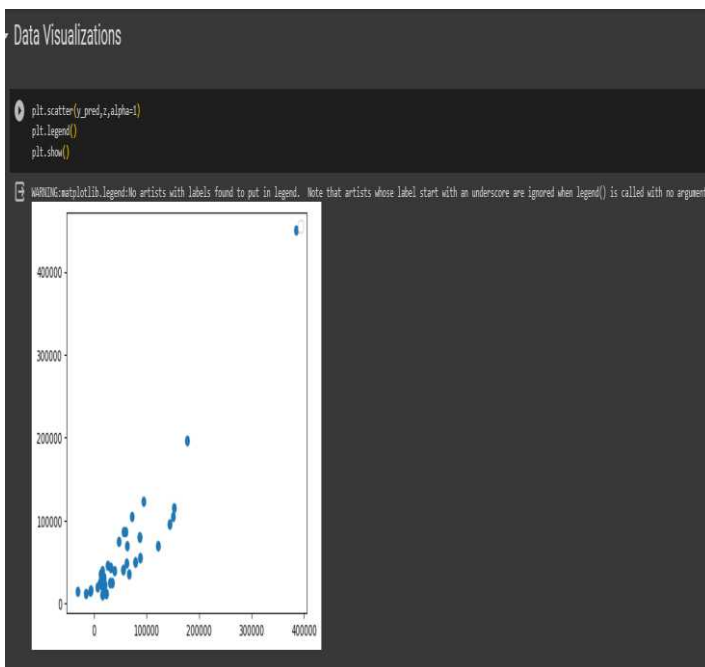 Data Visualizations
plt.scatter(y_pred,z,alpha=1)
plt.legend()
plt.show()
WARNING:matplotlib.legend:No artists with labels found to put in legend.  Note that artists whose label start with an underscore are ignored when legend() is called with no argument
400000
300000
200000
100000
0
0 100000 200000 300000 400000